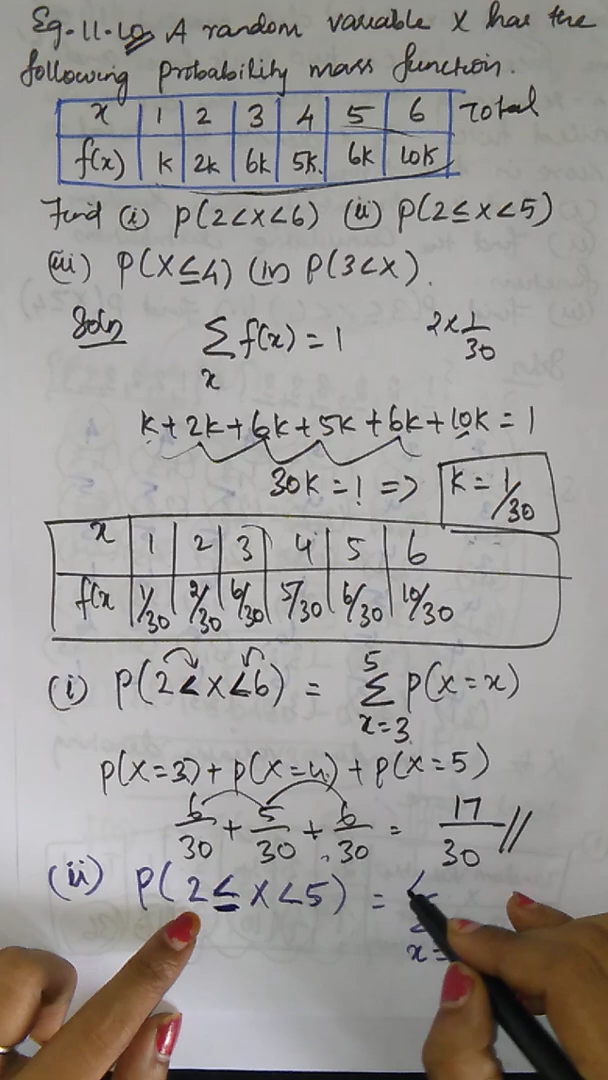 Eg-11.10 A random variable X has the
following Probability mass function.
x 1 2 3 4 5 6 Total
f(x) k 2k 6k 5k 6k 10k
Find (i) P(2<x<6) (ii) P(2≤x<5)
(iii) P(X≤4) (iv) P(3<x).
Soln Σ f(x) = 1 2×1/30
x
k+2k+6k+5k+6k+10k=1
30k=1 => k=1/30
x 1 2 3 4 5 6
f(x 1/30 2/30 6/30 5/30 6/30 10/30
(i) P(2<x<6) = 5Σx=3 P(X=x)
P(X=3)+P(X=4)+P(X=5)
6/30 + 5/30 + 6/30 = 17/30 //
(ii) P(2≤x<5) =
x=